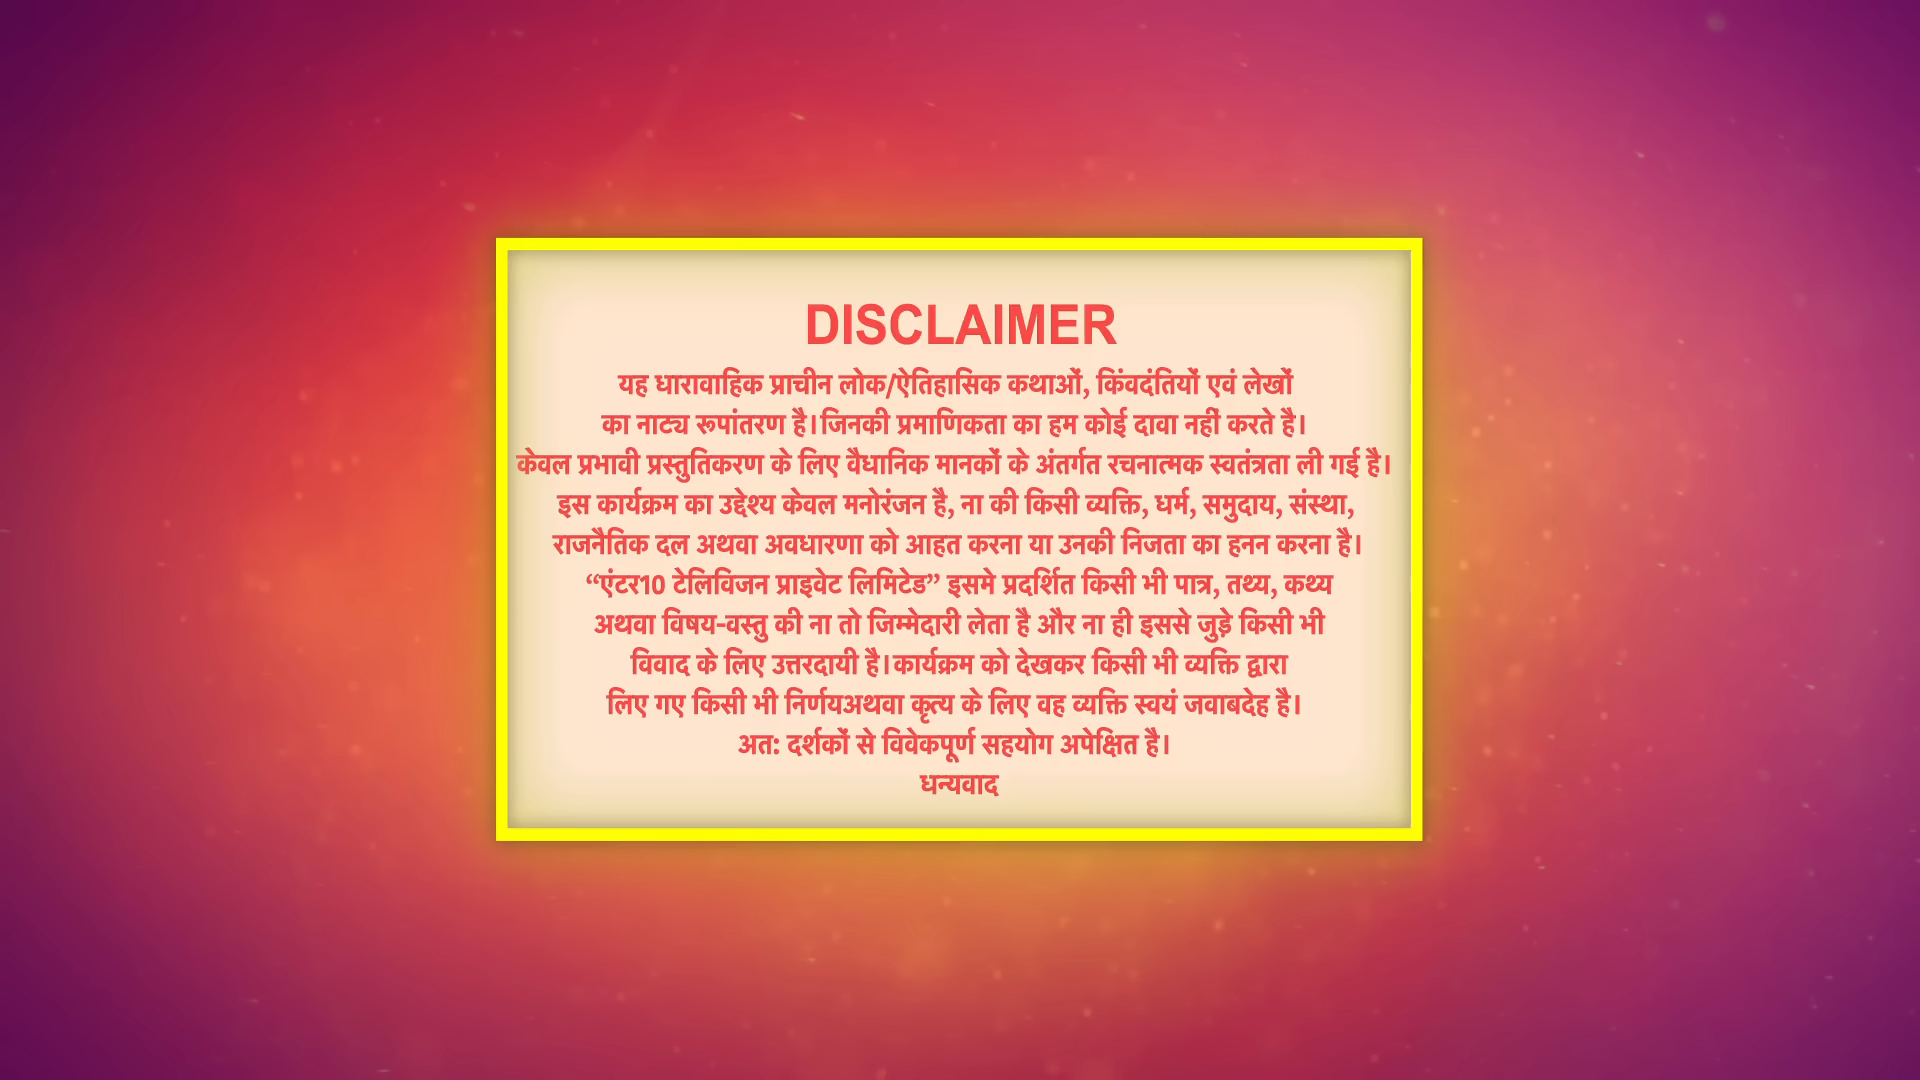 DISCLAIMER
यह धारावाहिक प्राचीन लोक/ऐतिहासिक कथाओं, किंवदंतियों एवं लेखों
का नाट्य रूपांतरण है।जिनकी प्रमाणिकता का हम कोई दावा नहीं करते है।
केवल प्रभावी प्रस्तुतिकरण के लिए वैधानिक मानकों के अंतर्गत रचनात्मक स्वतंत्रता ली गई है।
इस कार्यक्रम का उद्देश्य केवल मनोरंजन है, ना की किसी व्यक्ति, धर्म, समुदाय, संस्था,
राजनैतिक दल अथवा अवधारणा को आहत करना या उनकी निजता का हनन करना है।
“एंटर10 टेलिविजन प्राइवेट लिमिटेड” इसमे प्रदर्शित किसी भी पात्र, तथ्य, कथ्य
अथवा विषय-वस्तु की ना तो जिम्मेदारी लेता है और ना ही इससे जुड़े किसी भी
विवाद के लिए उत्तरदायी है।कार्यक्रम को देखकर किसी भी व्यक्ति द्वारा
लिए गए किसी भी निर्णयअथवा कृत्य के लिए वह व्यक्ति स्वयं जवाबदेह है।
अत: दर्शकों से विवेकपूर्ण सहयोग अपेक्षित है।
धन्यवाद